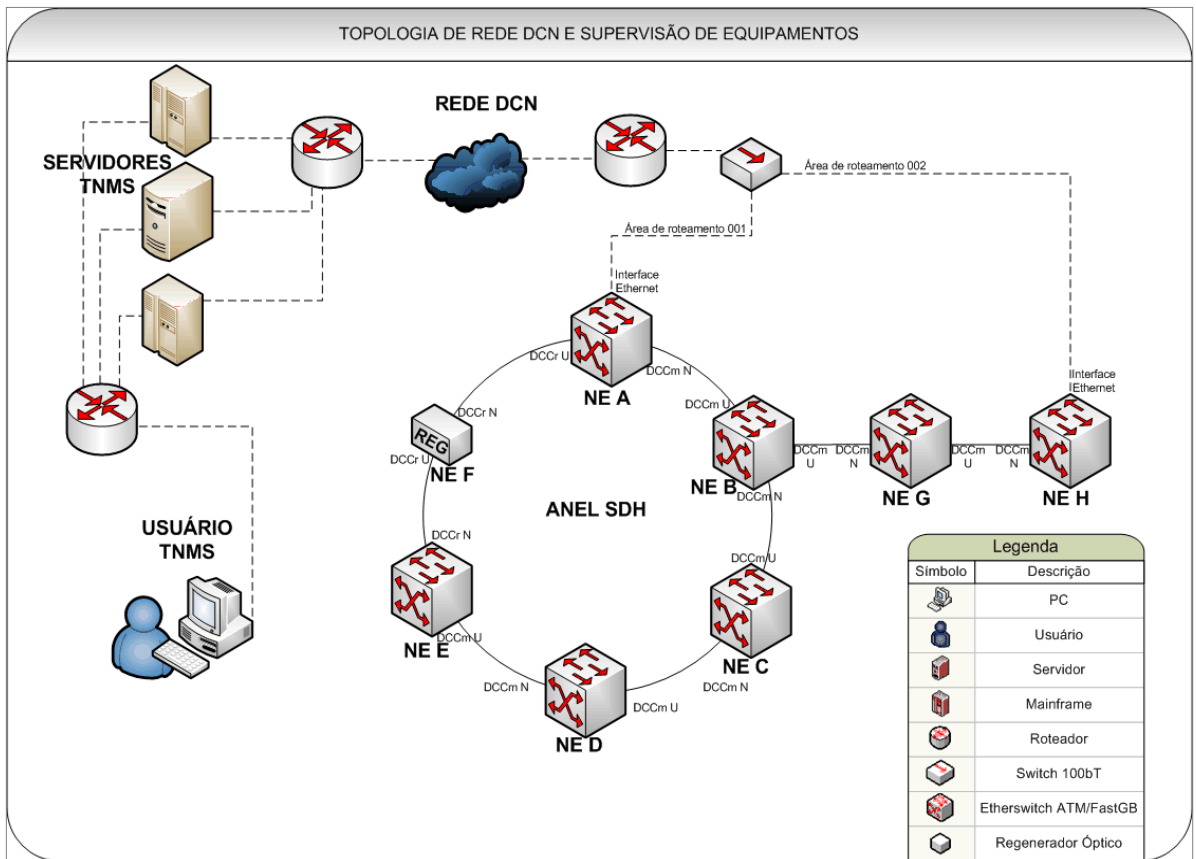 TOPOLOGIA DE REDE DCN E SUPERVISÃO DE EQUIPAMENTOS
REDE DCN
SERVIDORES
TNMS
Área de roteamento 002
Área de roteamento 001
Interface
Ethernet
DCCr U
DCCm N
NE A
Interface
Ethernet
DCCr N
DCCm U
REG
DCCr U
NE F
DCCm
U
DCCm
N
DCCm
U
DCCm
N
NE B
DCCm N
NE G
NE H
ANEL SDH
USUÁRIO
TNMS
DCCr N
DCCm U
DCCm U
NE E
NE C
DCCm N
DCCm N
DCCm U
NE D
Legenda
Símbolo Descrição
PC
Usuário
Servidor
Mainframe
Roteador
Switch 100bT
Etherswitch ATM/FastGB
Regenerador Óptico